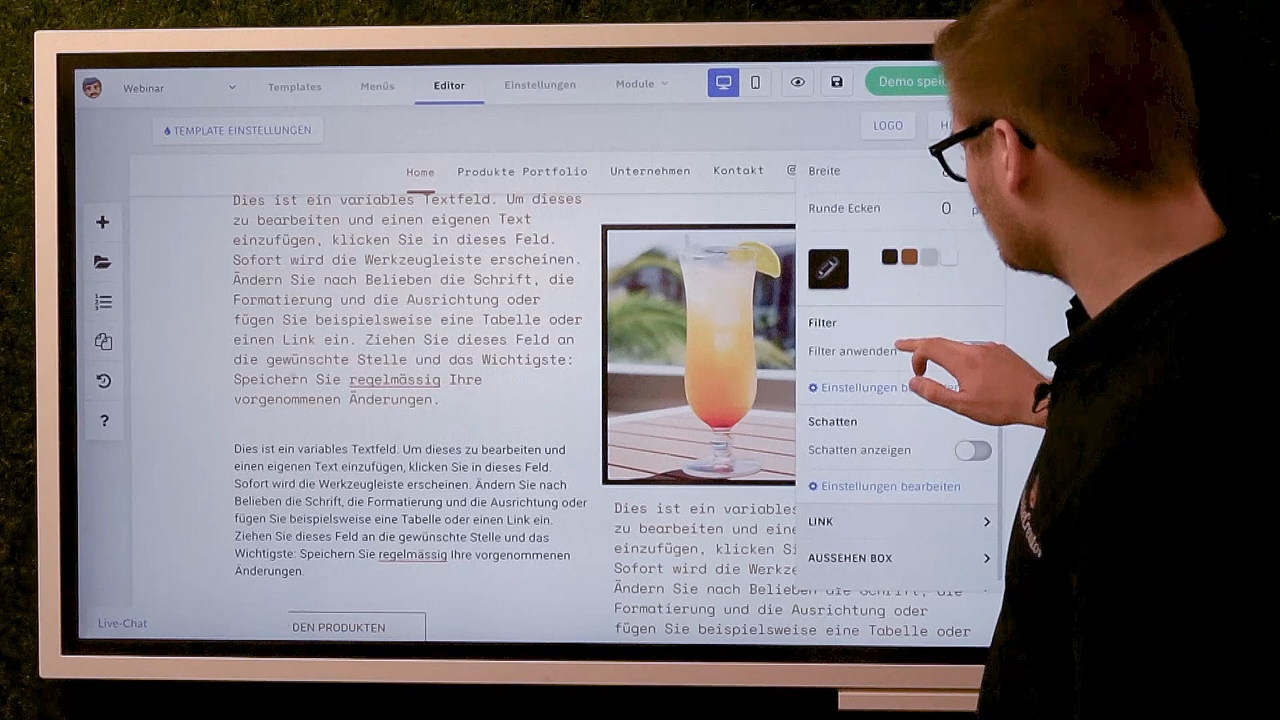 Webinar
Templates
Menüs
Editor
Einstellungen
Module
Demo
TEMPLATE EINSTELLUNGEN
LOGO
Home
Produkte Portfolio
Unternehmen
Kontakt
Dies ist ein variables Textfeld. Um dieses
zu bearbeiten und einen eigenen Text
einzufügen, klicken Sie in dieses Feld.
Sofort wird die Werkzeugleiste erscheinen.
Ändern Sie nach Belieben die Schrift, die
Formatierung und die Ausrichtung oder
fügen Sie beispielsweise eine Tabelle oder
einen Link ein. Ziehen Sie dieses Feld an
die gewünschte Stelle und das Wichtigste:
Speichern Sie regelmässig Ihre
vorgenommenen Änderungen.
Dies ist ein variables Textfeld. Um dieses zu bearbeiten und
einen eigenen Text einzufügen, klicken Sie in dieses Feld.
Sofort wird die Werkzeugleiste erscheinen. Ändern Sie nach
Belieben die Schrift, die Formatierung und die Ausrichtung oder
fügen Sie beispielsweise eine Tabelle oder einen Link ein.
Ziehen Sie dieses Feld an die gewünschte Stelle und das
Wichtigste: Speichern Sie regelmässig Ihre vorgenommenen
Änderungen.
DEN PRODUKTEN
Live-Chat
?
Dies ist ein variables
zu bearbeiten und eine
einzufügen, klicken Si
Sofort wird die Werkze
Ändern Sie nach Belieben die Schrift, die
Formatierung und die Ausrichtung oder
fügen Sie beispielsweise eine Tabelle oder
Breite
Runde Ecken 0
Filter
Filter anwenden
Einstellungen
Schatten
Schatten anzeigen
Einstellungen bearbeiten
LINK
AUSSEHEN BOX